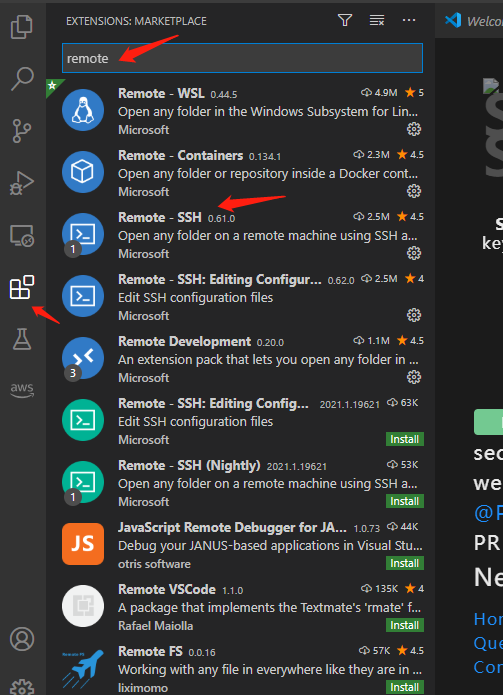 EXTENSIONS: MARKETPLACE
Welcome
remote
Remote - WSL 0.44.5 4.9M 5
Open any folder in the Windows Subsystem for Lin...
Microsoft
Remote - Containers 0.134.1 2.3M 4.5
Open any folder or repository inside a Docker cont...
Microsoft
Remote - SSH 0.61.0 2.5M 4.5
Open any folder on a remote machine using SSH a...
1
Microsoft
Remote - SSH: Editing Configur... 0.62.0 2.5M 4
Edit SSH configuration files
Microsoft
Remote Development 0.20.0 1.1M 4.5
An extension pack that lets you open any folder in ...
3
Microsoft
Remote - SSH: Editing Config... 2021.1.19621 63K
Edit SSH configuration files
Microsoft Install
Remote - SSH (Nightly) 2021.1.19621 53K
Open any folder on a remote machine using SSH a...
1
Microsoft Install
JS
JavaScript Remote Debugger for JA... 1.0.73 44K
Debug your JANUS-based applications in Visual Stu...
otris software Install
Remote VSCode 1.1.0 135K 4
A package that implements the Textmate's 'rmate' f...
Rafael Maiolla Install
Remote FS 0.0.16 57K 4.5
Working with any file in everywhere like they are in ...
liximomo Install
aws
key
sec
we
@P
PR
Ne
Hor
Que
Con